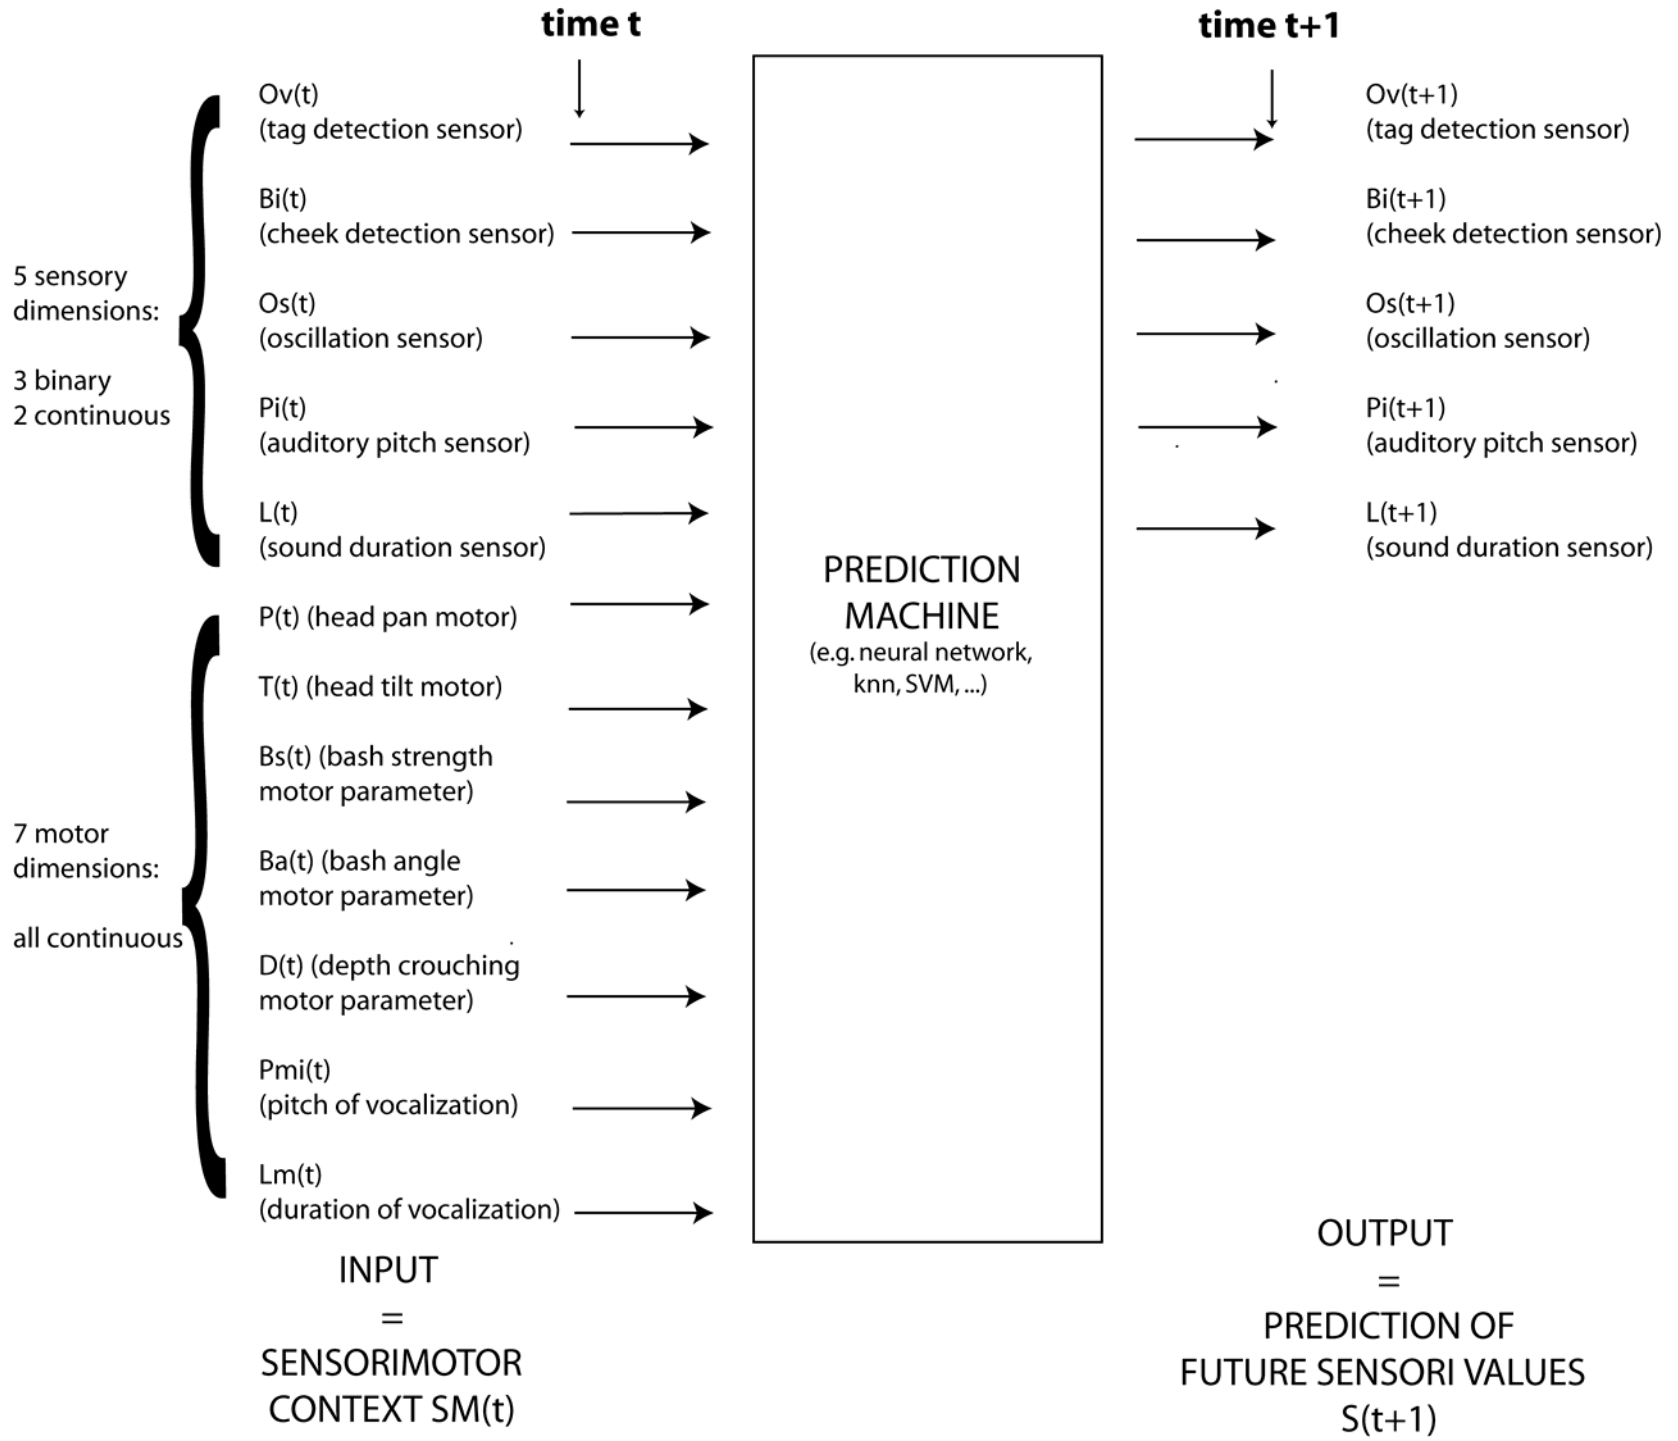 time t
time t+1
Ov(t)
(tag detection sensor)
Bi(t)
(cheek detection sensor)
Os(t)
(oscillation sensor)
Pi(t)
(auditory pitch sensor)
L(t)
(sound duration sensor)
5 sensory
dimensions:
3 binary
2 continuous
P(t) (head pan motor)
T(t) (head tilt motor)
Bs(t) (bash strength
motor parameter)
Ba(t) (bash angle
motor parameter)
D(t) (depth crouching
motor parameter)
Pmi(t)
(pitch of vocalization)
Lm(t)
(duration of vocalization)
7 motor
dimensions:
all continuous
INPUT
=
SENSORIMOTOR
CONTEXT SM(t)
PREDICTION
MACHINE
(e.g. neural network,
knn, SVM, ...)
Ov(t+1)
(tag detection sensor)
Bi(t+1)
(cheek detection sensor)
Os(t+1)
(oscillation sensor)
Pi(t+1)
(auditory pitch sensor)
L(t+1)
(sound duration sensor)
OUTPUT
=
PREDICTION OF
FUTURE SENSORI VALUES
S(t+1)